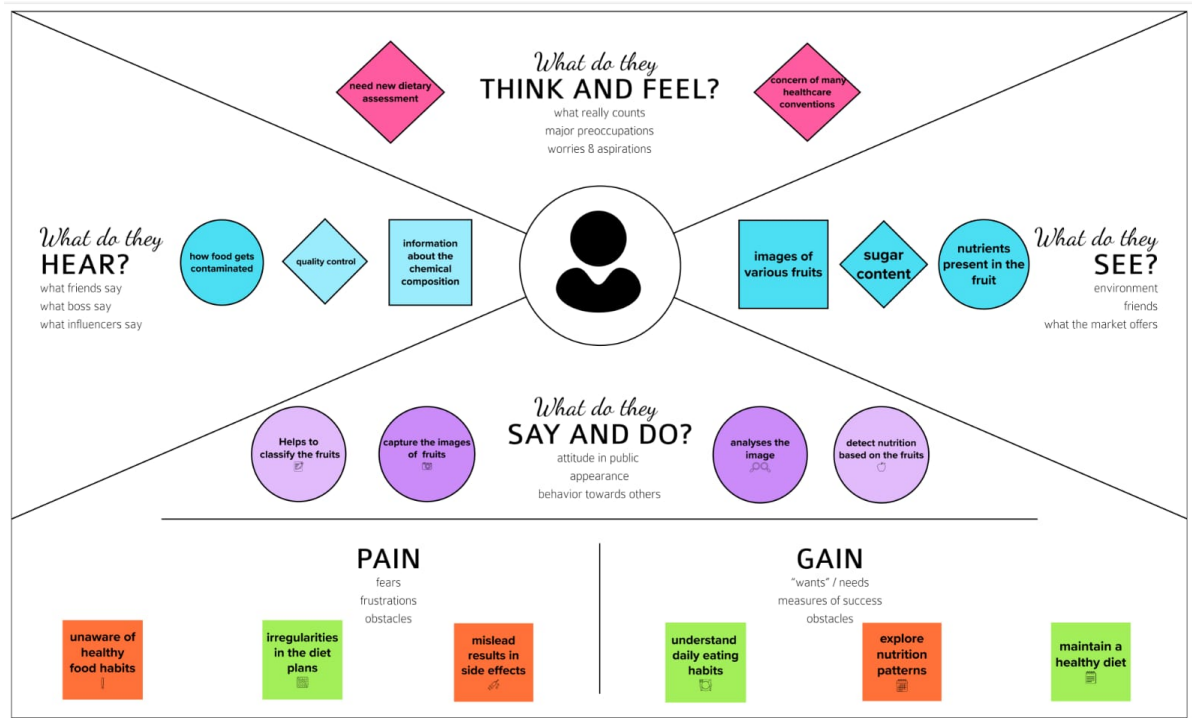 What do they
THINK AND FEEL?
what really counts
major preoccupations
worries & aspirations
need new dietary
assessment
concern of many
healthcare
conventions
What do they
HEAR?
what friends say
what boss say
what influencers say
how food gets
contaminated
quality control
information
about the
chemical
composition
images of
various fruits
sugar
content
nutrients
present in the
fruit
What do they
SEE?
environment
friends
what the market offers
What do they
SAY AND DO?
attitude in public
appearance
behavior towards others
Helps to
classify the fruits
capture the images
of fruits
analyses the
image
detect nutrition
based on the fruits
PAIN
fears
frustrations
obstacles
unaware of
healthy
food habits
irregularities
in the diet
plans
mislead
results in
side effects
GAIN
"wants" / needs
measures of success
obstacles
understand
daily eating
habits
explore
nutrition
patterns
maintain a
healthy diet